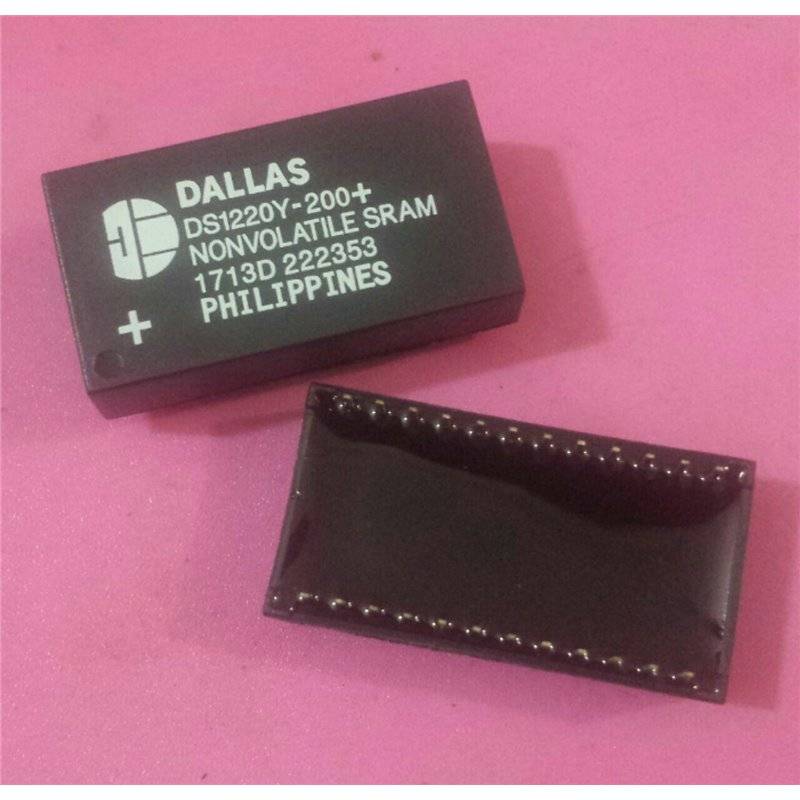 DALLAS
DS1220Y-200+
NONVOLATILE SRAM
1713D 222353
PHILIPPINES
+